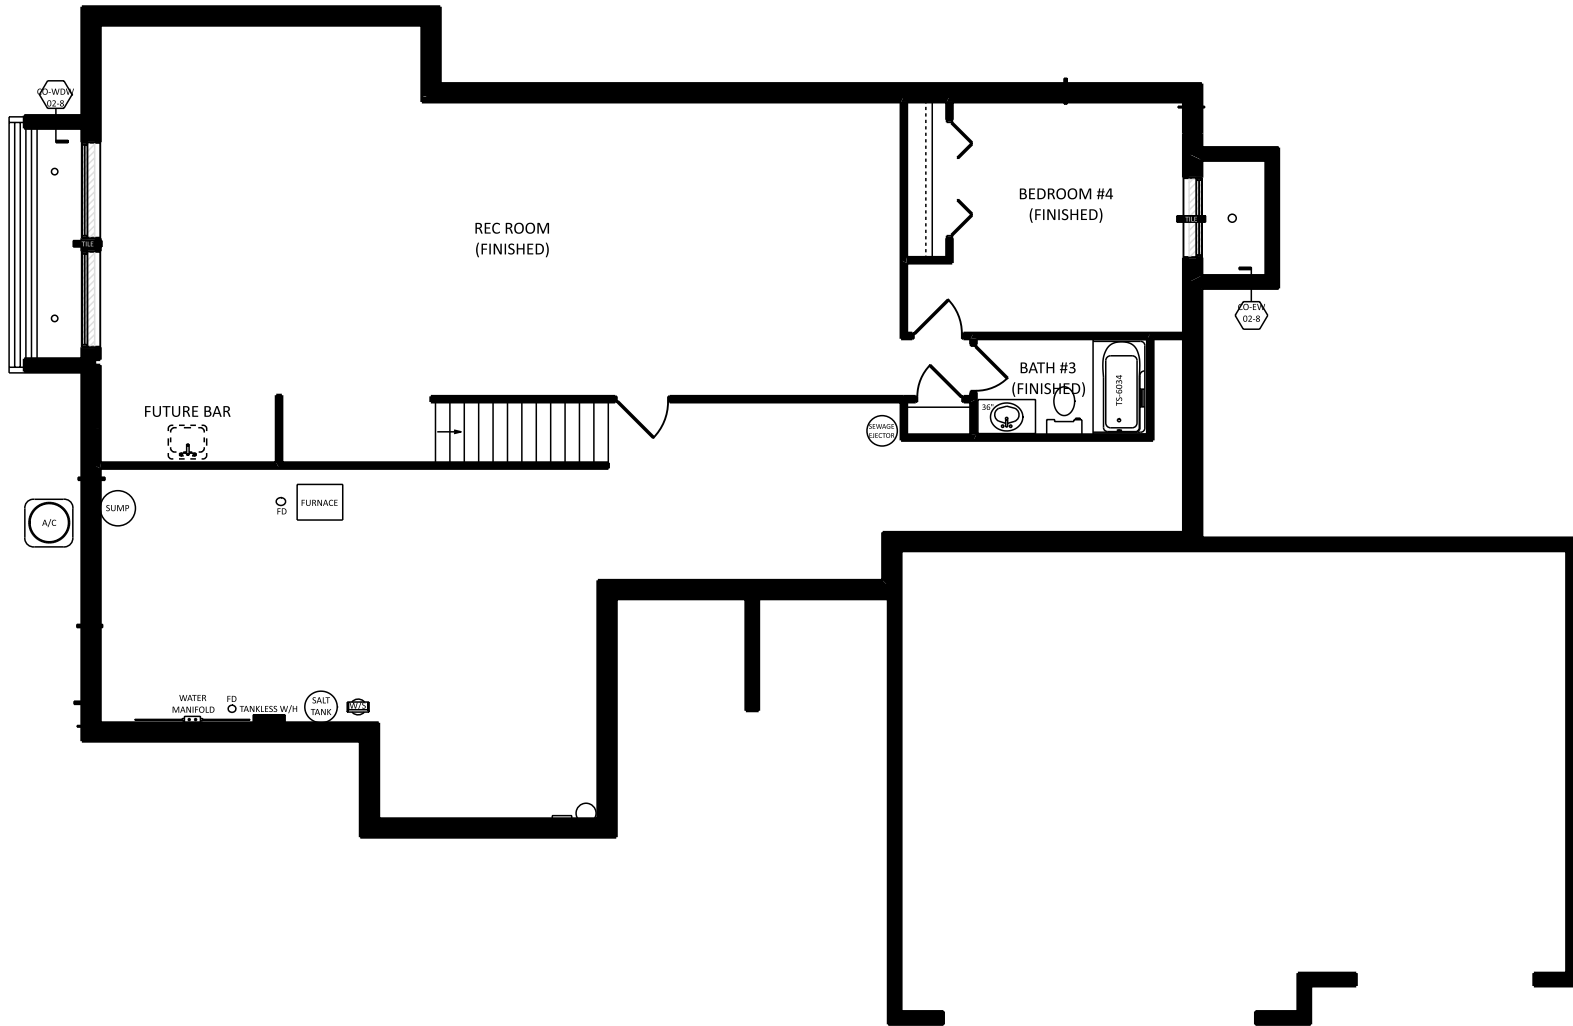 CO-WDW
02-8
TILE
REC ROOM
(FINISHED)
BEDROOM #4
(FINISHED)
TILE
CO-EW
02-8
BATH #3
(FINISHED)
TS-6034
36"
FUTURE BAR
SEWAGE
EJECTOR
A/C
SUMP
FD
FURNACE
WATER
MANIFOLD
FD
TANKLESS W/H
SALT
TANK
W/S